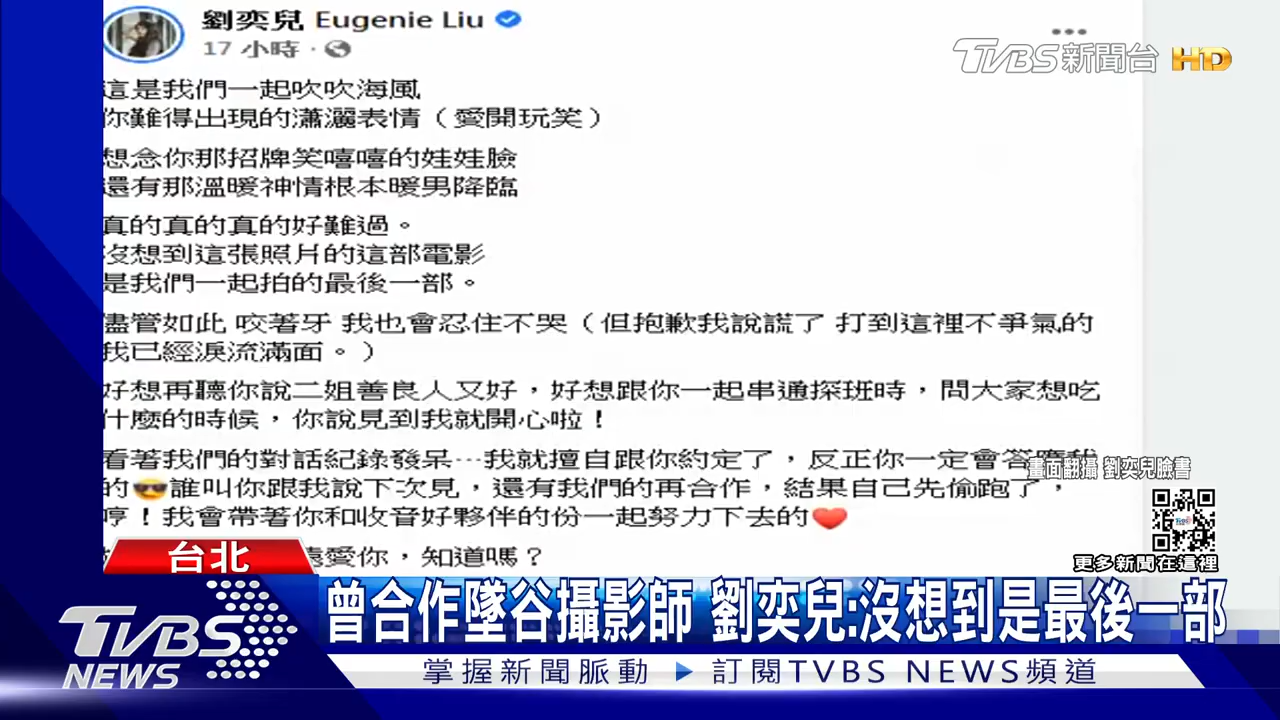 劉奕兒 Eugenie Liu
17 小時
TVBS新聞台 HD
這是我們一起吹吹海風
你難得出現的瀟灑表情（愛開玩笑）
想念你那招牌笑嘻嘻的娃娃臉
還有那溫暖神情根本暖男降臨
真的真的真的好難過。
沒想到這張照片的這部電影
是我們一起拍的最後一部。
儘管如此 咬著牙 我也會忍住不哭（但抱歉我說謊了 打到這裡不爭氣的
我已經淚流滿面。）
好想再聽你說二姐善良人又好，好想跟你一起串通探班時，問大家想吃
什麼的時候，你說見到我就開心啦！
看著我們的對話紀錄發呆…我就擅自跟你約定了，反正你一定會答應我
的😎誰叫你跟我說下次見，還有我們的再合作，結果自己先偷跑了，
哼！我會帶著你和收音好夥伴的份一起努力下去的❤️
愛你，知道嗎？
畫面翻攝 劉奕兒臉書
更多新聞在這裡
台北
曾合作墜谷攝影師 劉奕兒:沒想到是最後一部
TVBS NEWS
掌握新聞脈動 ▶ 訂閱TVBS NEWS頻道